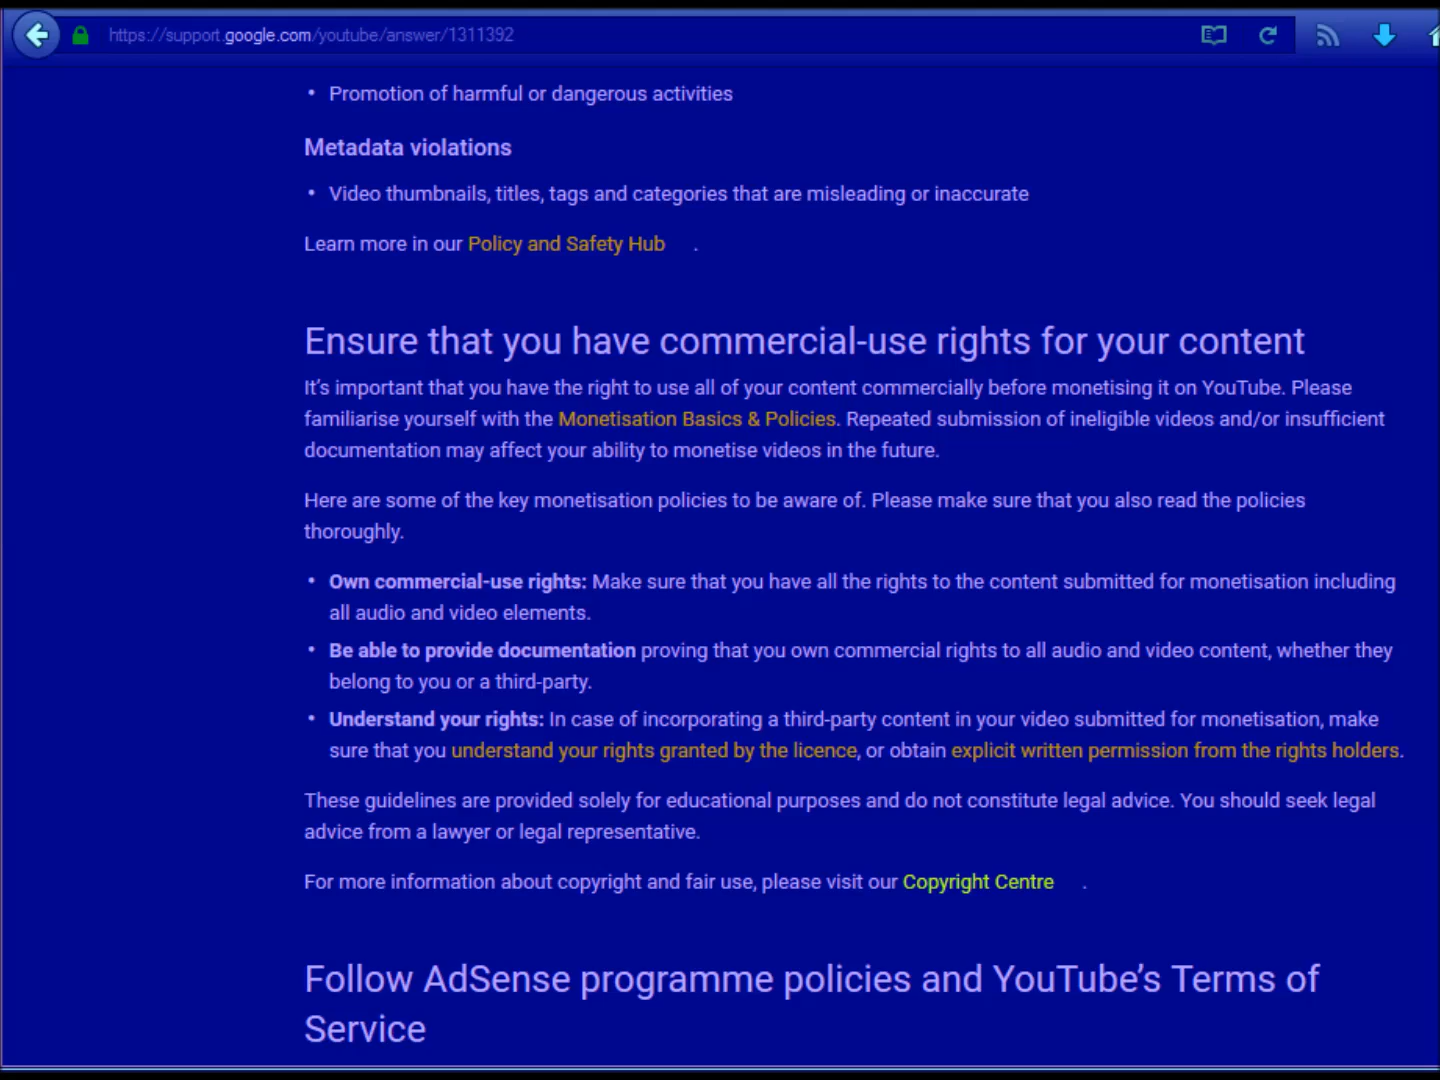 https://support.google.com/youtube/answer/1311392
• Promotion of harmful or dangerous activities
Metadata violations
• Video thumbnails, titles, tags and categories that are misleading or inaccurate
Learn more in our Policy and Safety Hub .
Ensure that you have commercial-use rights for your content
It's important that you have the right to use all of your content commercially before monetising it on YouTube. Please
familiarise yourself with the Monetisation Basics & Policies. Repeated submission of ineligible videos and/or insufficient
documentation may affect your ability to monetise videos in the future.
Here are some of the key monetisation policies to be aware of. Please make sure that you also read the policies
thoroughly.
• Own commercial-use rights: Make sure that you have all the rights to the content submitted for monetisation including
all audio and video elements.
• Be able to provide documentation proving that you own commercial rights to all audio and video content, whether they
belong to you or a third-party.
• Understand your rights: In case of incorporating a third-party content in your video submitted for monetisation, make
sure that you understand your rights granted by the licence, or obtain explicit written permission from the rights holders.
These guidelines are provided solely for educational purposes and do not constitute legal advice. You should seek legal
advice from a lawyer or legal representative.
For more information about copyright and fair use, please visit our Copyright Centre .
Follow AdSense programme policies and YouTube’s Terms of
Service